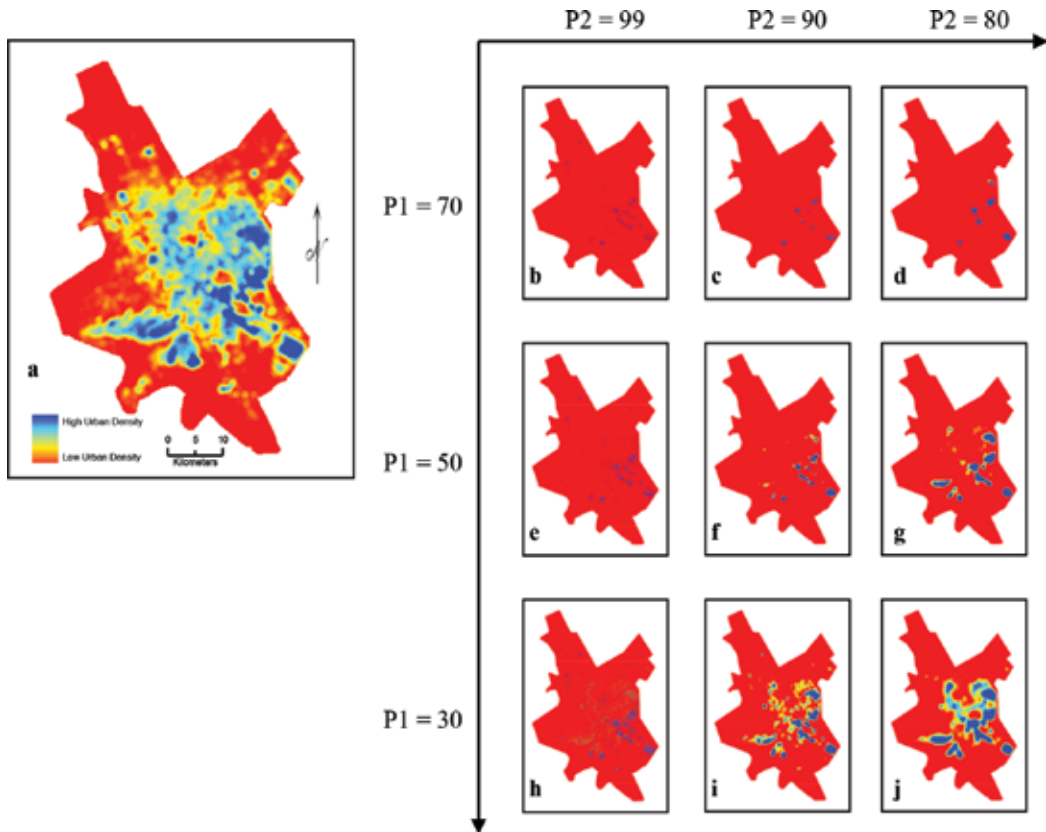 P2 = 99 P2 = 90 P2 = 80
P1 = 70
b c d
N
a
High Urban Density
Low Urban Density
0 5 10
Kilometers
P1 = 50
e f g
P1 = 30
h i j